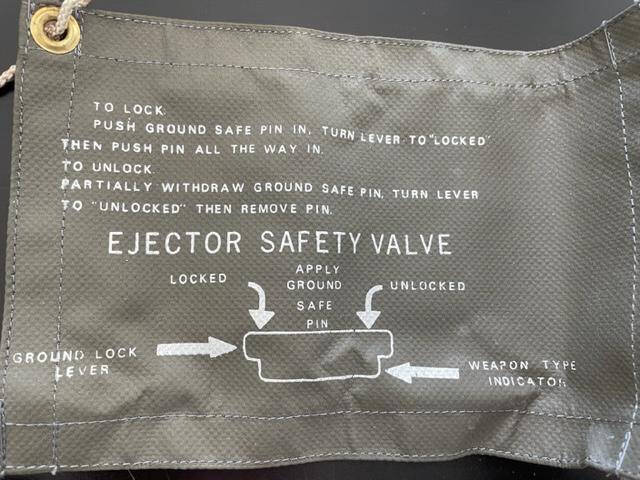 TO LOCK.
PUSH GROUND SAFE PIN IN, TURN LEVER TO "LOCKED"
THEN PUSH PIN ALL THE WAY IN.
TO UNLOCK.
PARTIALLY WITHDRAW GROUND SAFE PIN, TURN LEVER
TO "UNLOCKED" THEN REMOVE PIN.
EJECTOR SAFETY VALVE
LOCKED
APPLY
GROUND
SAFE
PIN
UNLOCKED
GROUND LOCK
LEVER
WEAPON TYPE
INDICATOR